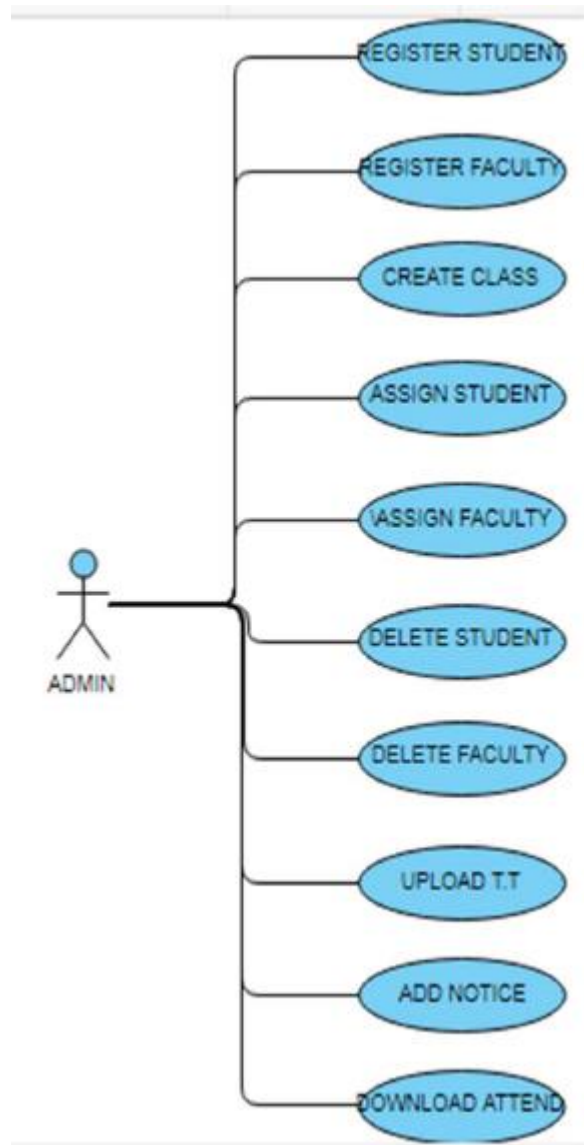 REGISTER STUDENT
REGISTER FACULTY
CREATE CLASS
ASSIGN STUDENT
\ASSIGN FACULTY
DELETE STUDENT
ADMIN
DELETE FACULTY
UPLOAD T.T
ADD NOTICE
DOWNLOAD ATTEND